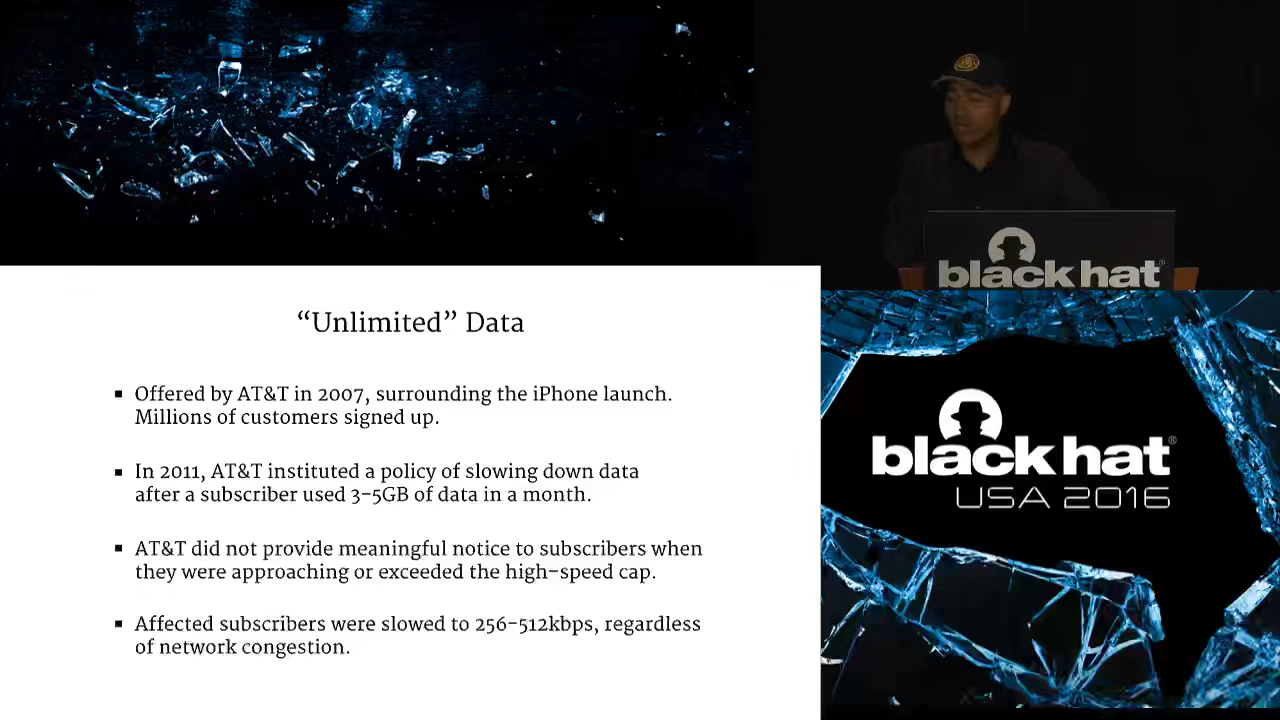 black hat®
“Unlimited” Data
▪ Offered by AT&T in 2007, surrounding the iPhone launch.
Millions of customers signed up.
▪ In 2011, AT&T instituted a policy of slowing down data
after a subscriber used 3-5GB of data in a month.
▪ AT&T did not provide meaningful notice to subscribers when
they were approaching or exceeded the high-speed cap.
▪ Affected subscribers were slowed to 256-512kbps, regardless
of network congestion.
black hat®
USA 2016